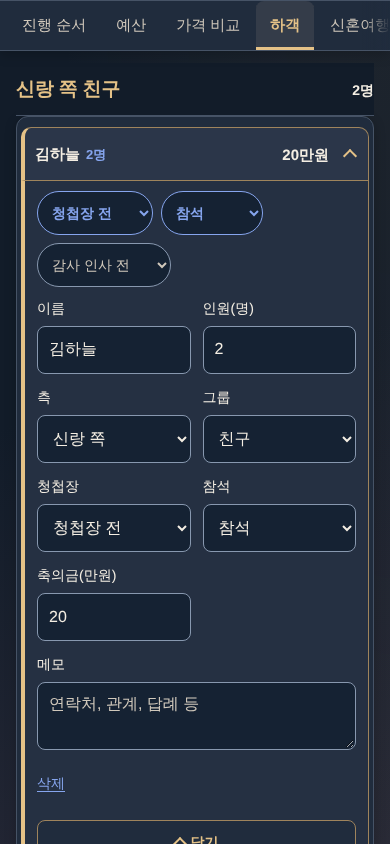 진행 순서 예산 가격 비교 하객 신혼여행
신랑 쪽 친구 2명
김하늘 2명 20만원
청첩장 전 참석
감사 인사 전
이름 인원(명)
김하늘 2
측 그룹
신랑 쪽 친구
청첩장 참석
청첩장 전 참석
축의금(만원)
20
메모
연락처, 관계, 답례 등
삭제
닫기